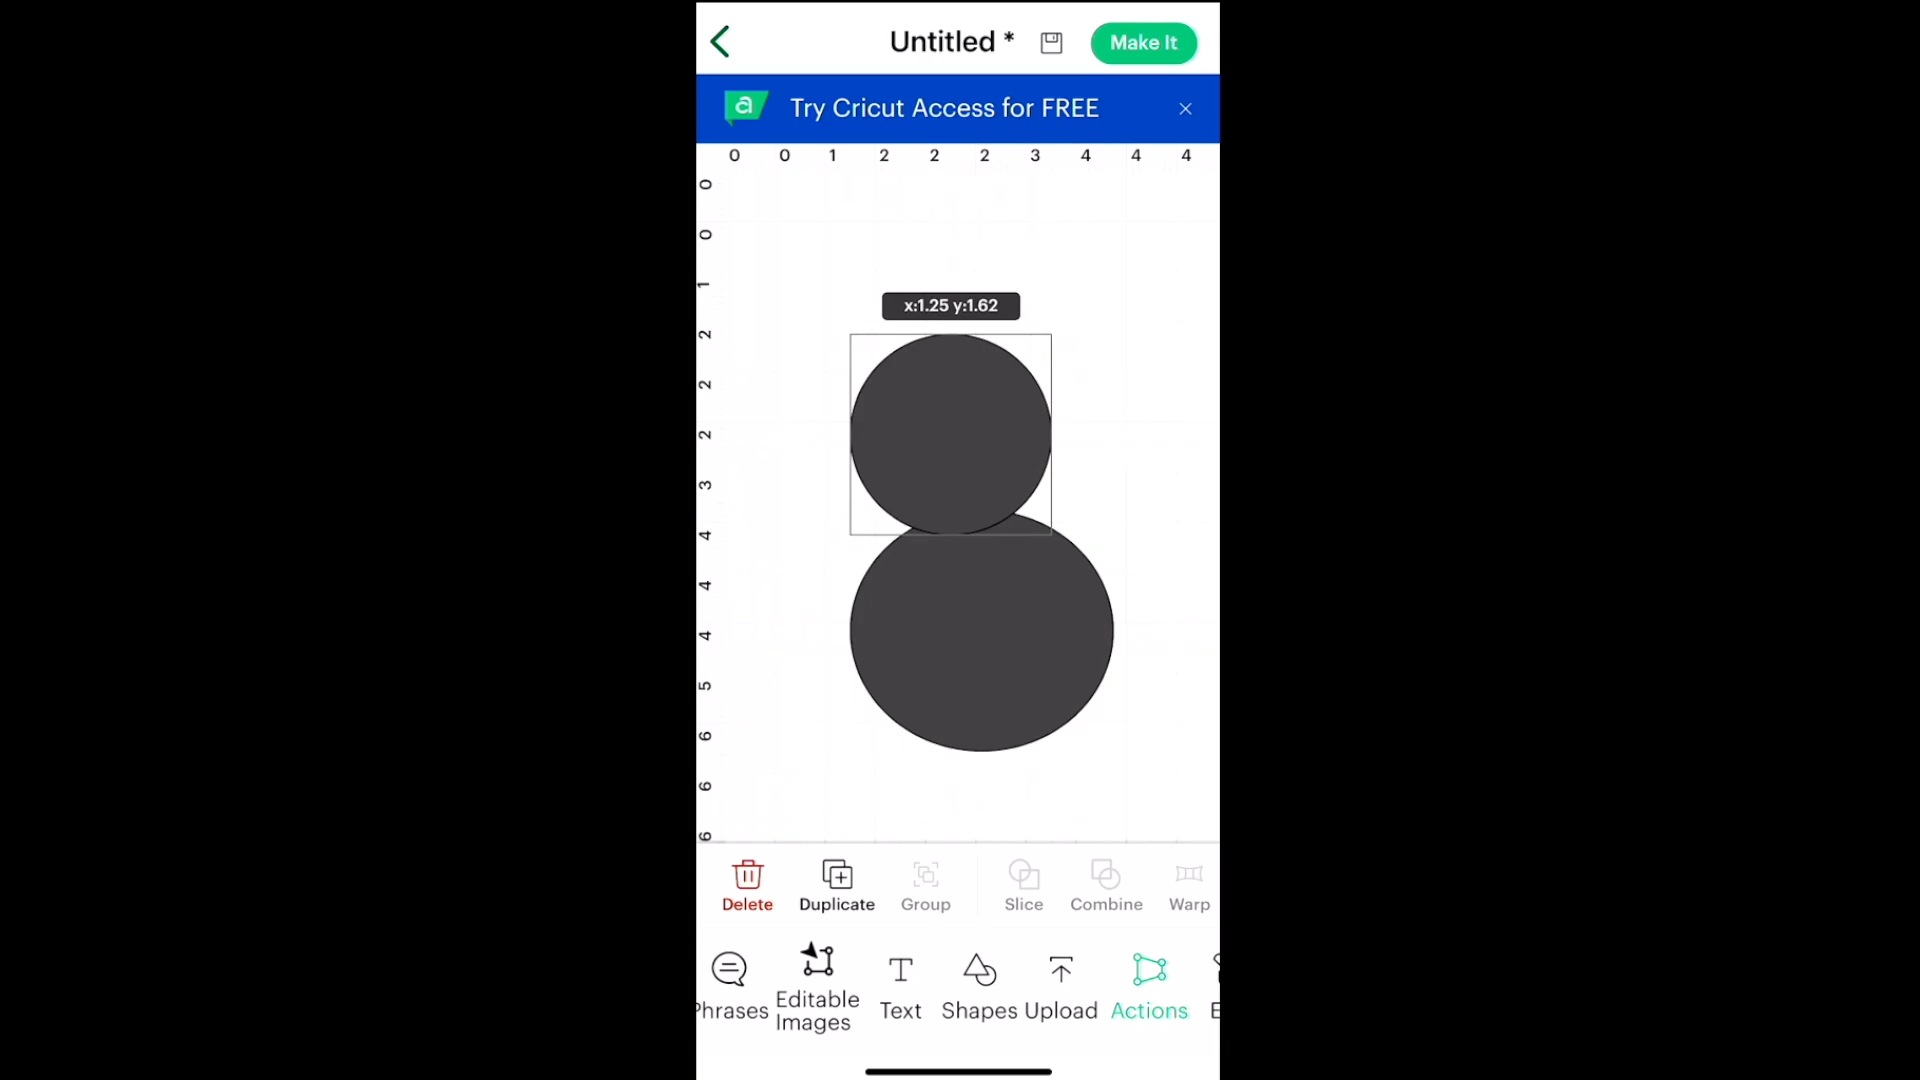 Untitled *
Make It
a
Try Cricut Access for FREE
0 0 1 2 2 2 3 4 4 4
0
0
1
2
2
2
3
4
4
4
5
6
6
6
x:1.25 y:1.62
Delete Duplicate Group Slice Combine Warp
Phrases Editable Images Text Shapes Upload Actions E